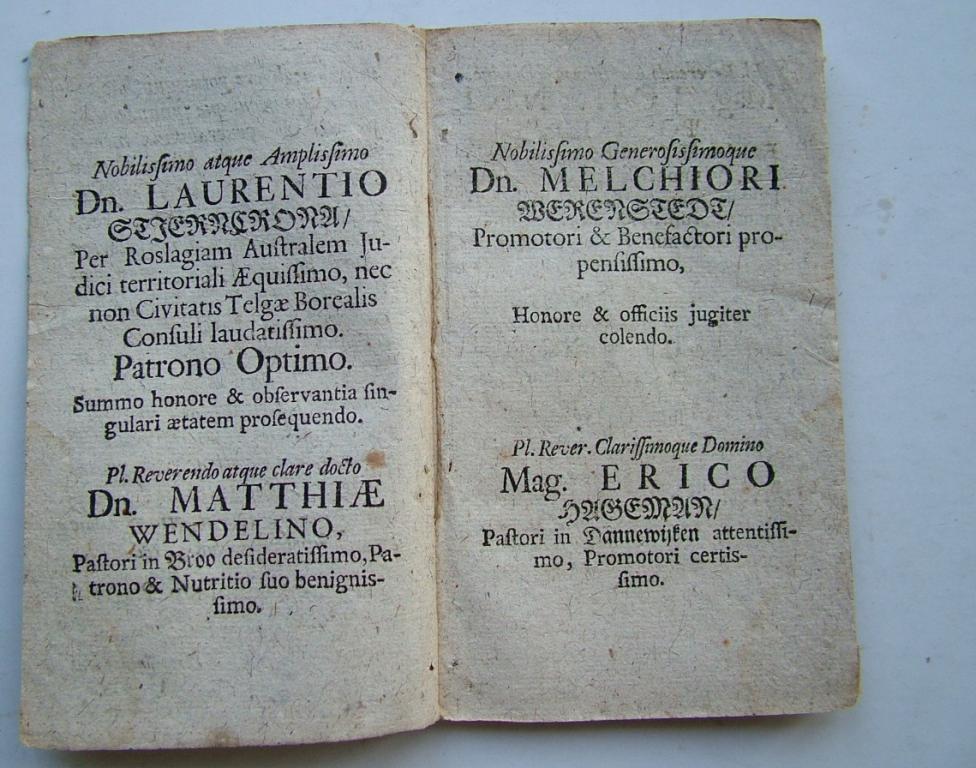 Nobilissimo atque Amplissimo
Dn. LAURENTIO
STJERNCRONA/
Per Roslagiam Australem Ju-
dici territoriali Æquissimo, nec
non Civitatis Telgæ Borealis
Consuli laudatissimo.
Patrono Optimo.
Summo honore & observantia sin-
gulari ætatem prosequendo.
Pl. Reverendo atque clare docto
Dn. MATTHIÆ
WENDELINO,
Pastori in Broo desideratissimo, Pa-
trono & Nutritio suo benignis-
simo.
Nobilissimo Generosissimoque
Dn. MELCHIORI
WERENSTEDT/
Promotori & Benefactori pro-
pensissimo,
Honore & officiis jugiter
colendo.
Pl. Rever. Clarissimoque Domino
Mag. ERICO
HAGEMAN/
Pastori in Dannewijken attentissi-
mo, Promotori certis-
simo.